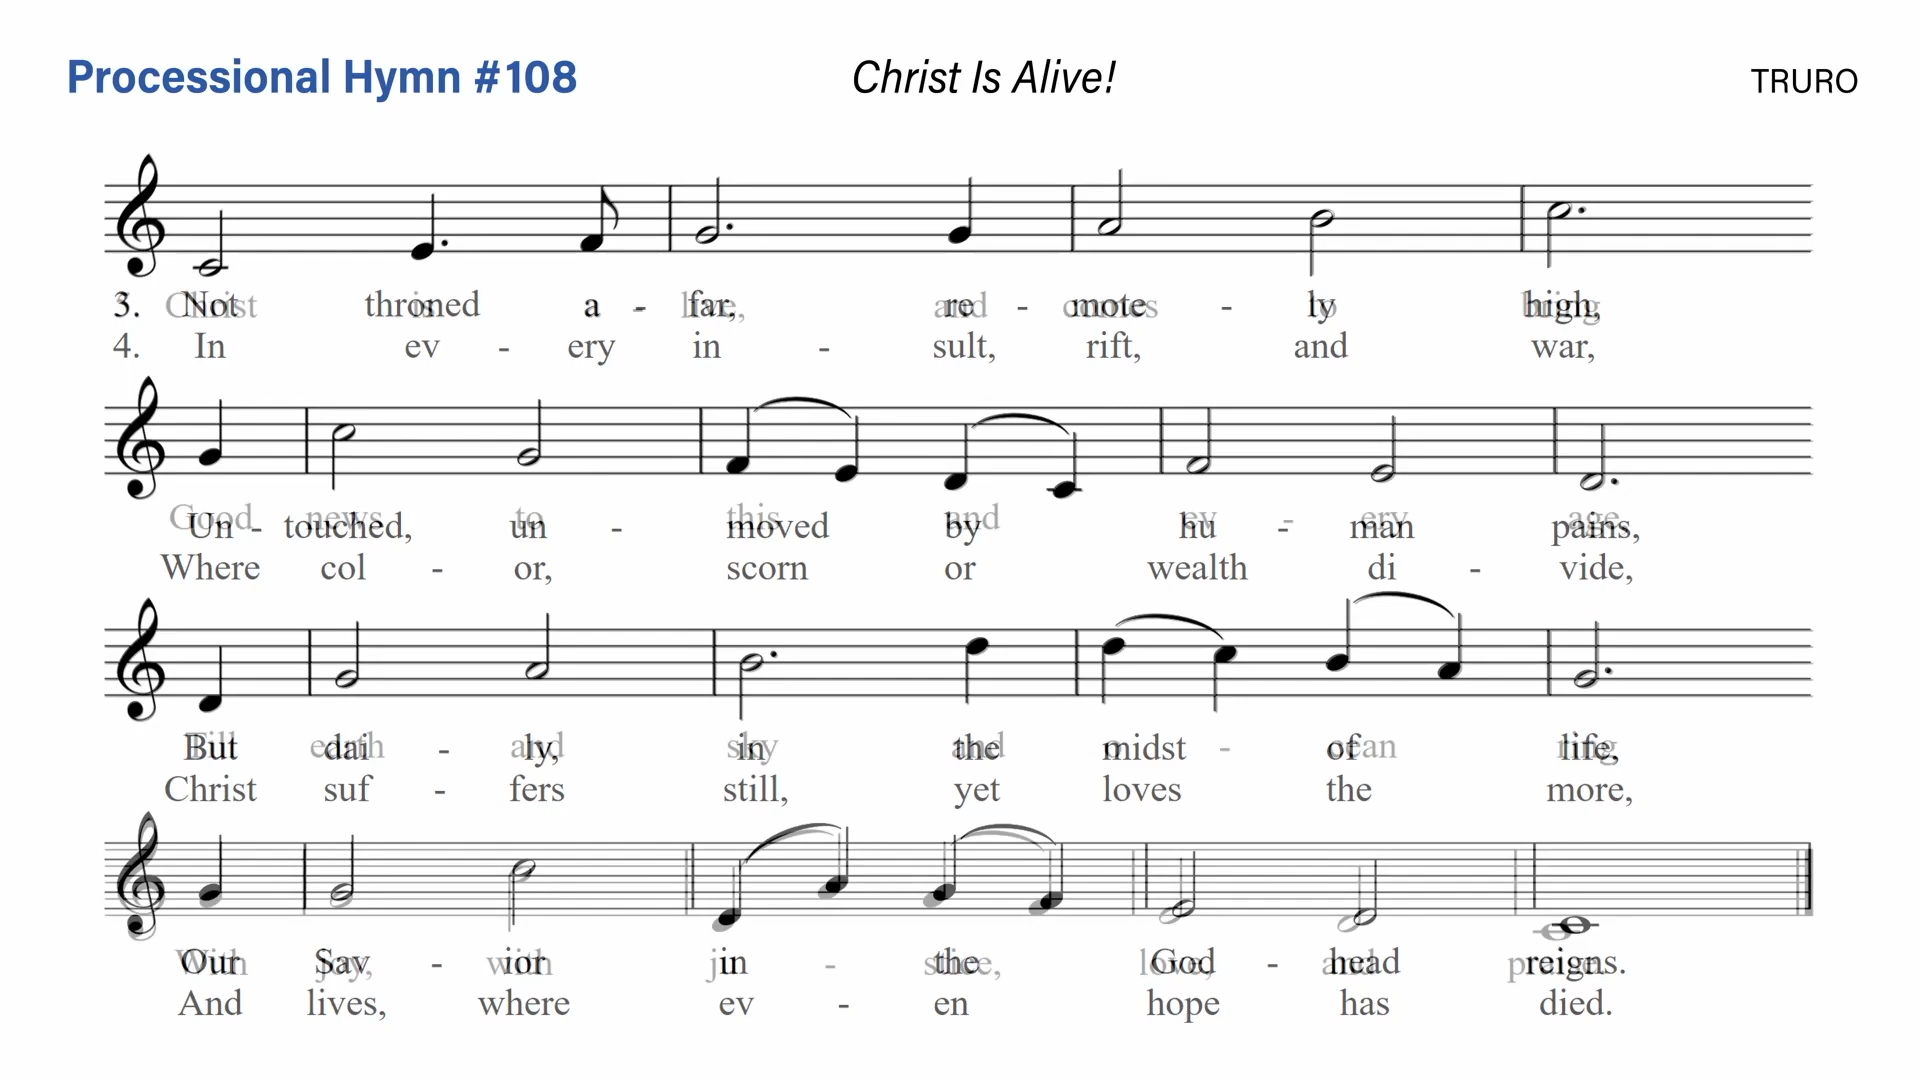 Processional Hymn #108 Christ Is Alive! TRURO
3. Not throned a - far, re - mote - ly high,
4. In ev - ery in - sult, rift, and war,
Un - touched, un - moved by hu - man pains,
Where col - or, scorn or wealth di - vide,
But dai - ly, in the midst of life,
Christ suf - fers still, yet loves the more,
Our Sav - ior in the God - head reigns.
And lives, where ev - en hope has died.